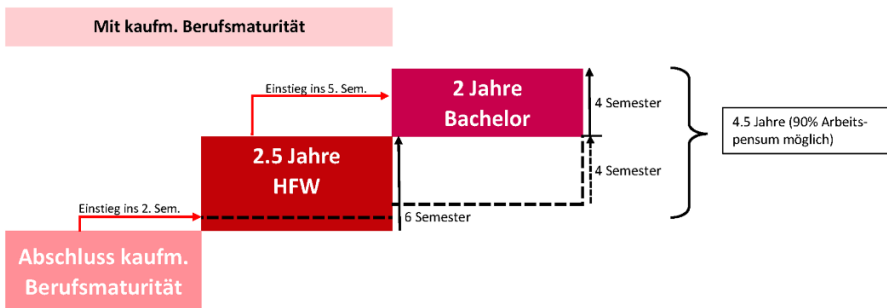 Mit kaufm. Berufsmaturität
Einstieg ins 5. Sem.
2 Jahre
Bachelor
4 Semester
4.5 Jahre (90% Arbeits-
pensum möglich)
2.5 Jahre
HFW
4 Semester
Einstieg ins 2. Sem.
6 Semester
Abschluss kaufm.
Berufsmaturität